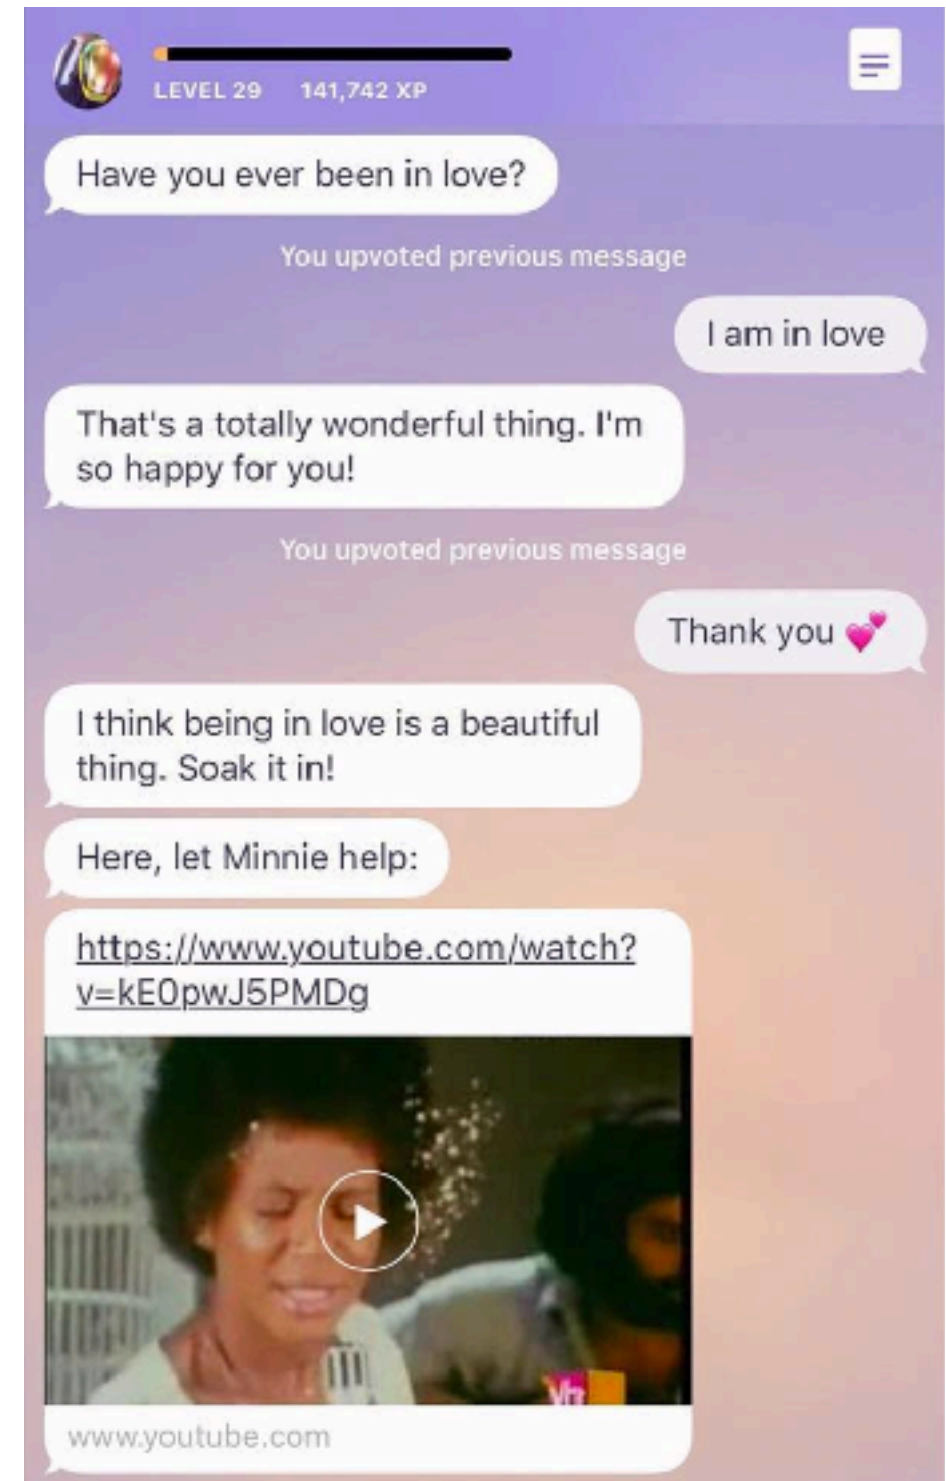 LEVEL 29 141,742 XP
Have you ever been in love?
You upvoted previous message
I am in love
That's a totally wonderful thing. I'm
so happy for you!
You upvoted previous message
Thank you 💕
I think being in love is a beautiful
thing. Soak it in!
Here, let Minnie help:
https://www.youtube.com/watch?
v=kE0pwJ5PMDg
vh1
www.youtube.com